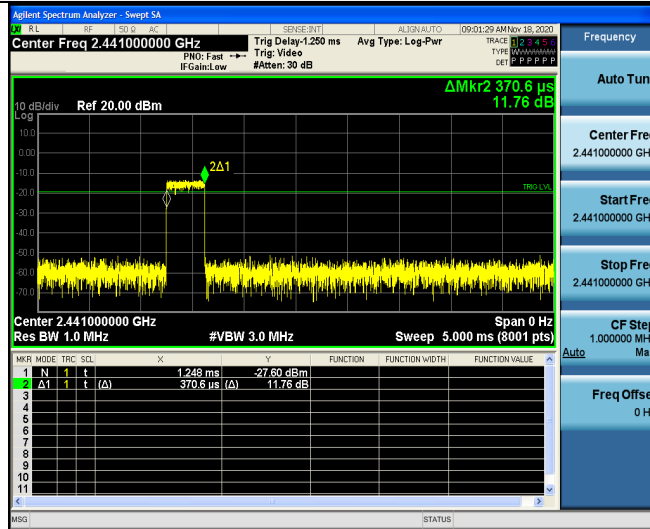 Agilent Spectrum Analyzer - Swept SA
LXI RL RF 50 Ω AC SENSE:INT ALIGN AUTO 09:01:29 AM Nov 18, 2020
Center Freq 2.441000000 GHz
Trig Delay-1.250 ms Avg Type: Log-Pwr TRACE 1 2 3 4 5 6
PNO: Fast Trig: Video TYPE WWWWWW
IFGain:Low #Atten: 30 dB DET P P P P P P
ΔMkr2 370.6 µs
10 dB/div Ref 20.00 dBm 11.76 dB
Log
10.0
0.00
-10.0
2Δ1
-20.0
TRIG LVL
-30.0
-40.0
-50.0
-60.0
-70.0
Center 2.441000000 GHz Span 0 Hz
Res BW 1.0 MHz #VBW 3.0 MHz Sweep 5.000 ms (8001 pts)
MKR MODE TRC SCL X Y FUNCTION FUNCTION WIDTH FUNCTION VALUE
1 N 1 t 1.248 ms -27.60 dBm
2 Δ1 1 t (Δ) 370.6 µs (Δ) 11.76 dB
3
4
5
6
7
8
9
10
11
MSG STATUS
Frequency
Auto Tun
Center Fre
2.441000000 GH
Start Fre
2.441000000 GH
Stop Fre
2.441000000 GH
CF Step
1.000000 MH
Auto Ma
Freq Offse
0 H